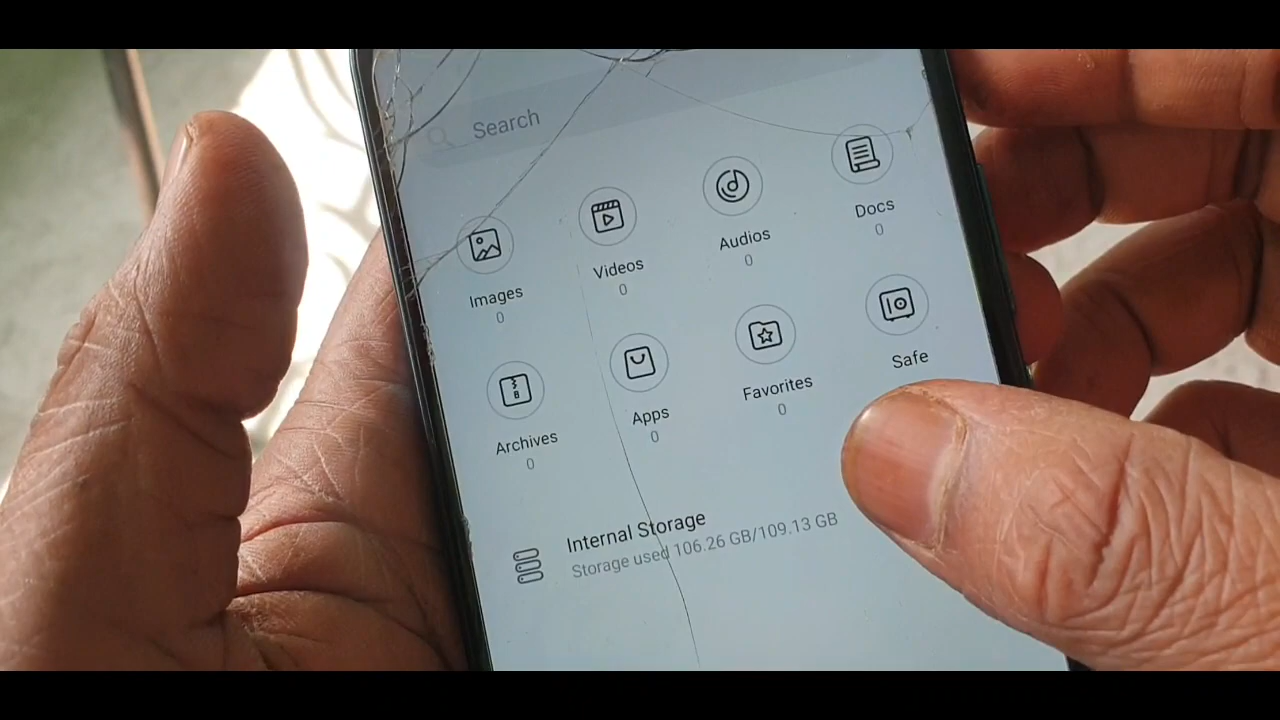 Search
Images
0
Videos
0
Audios
0
Docs
0
Archives
0
Apps
0
Favorites
0
Safe
Internal Storage
Storage used 106.26 GB/109.13 GB